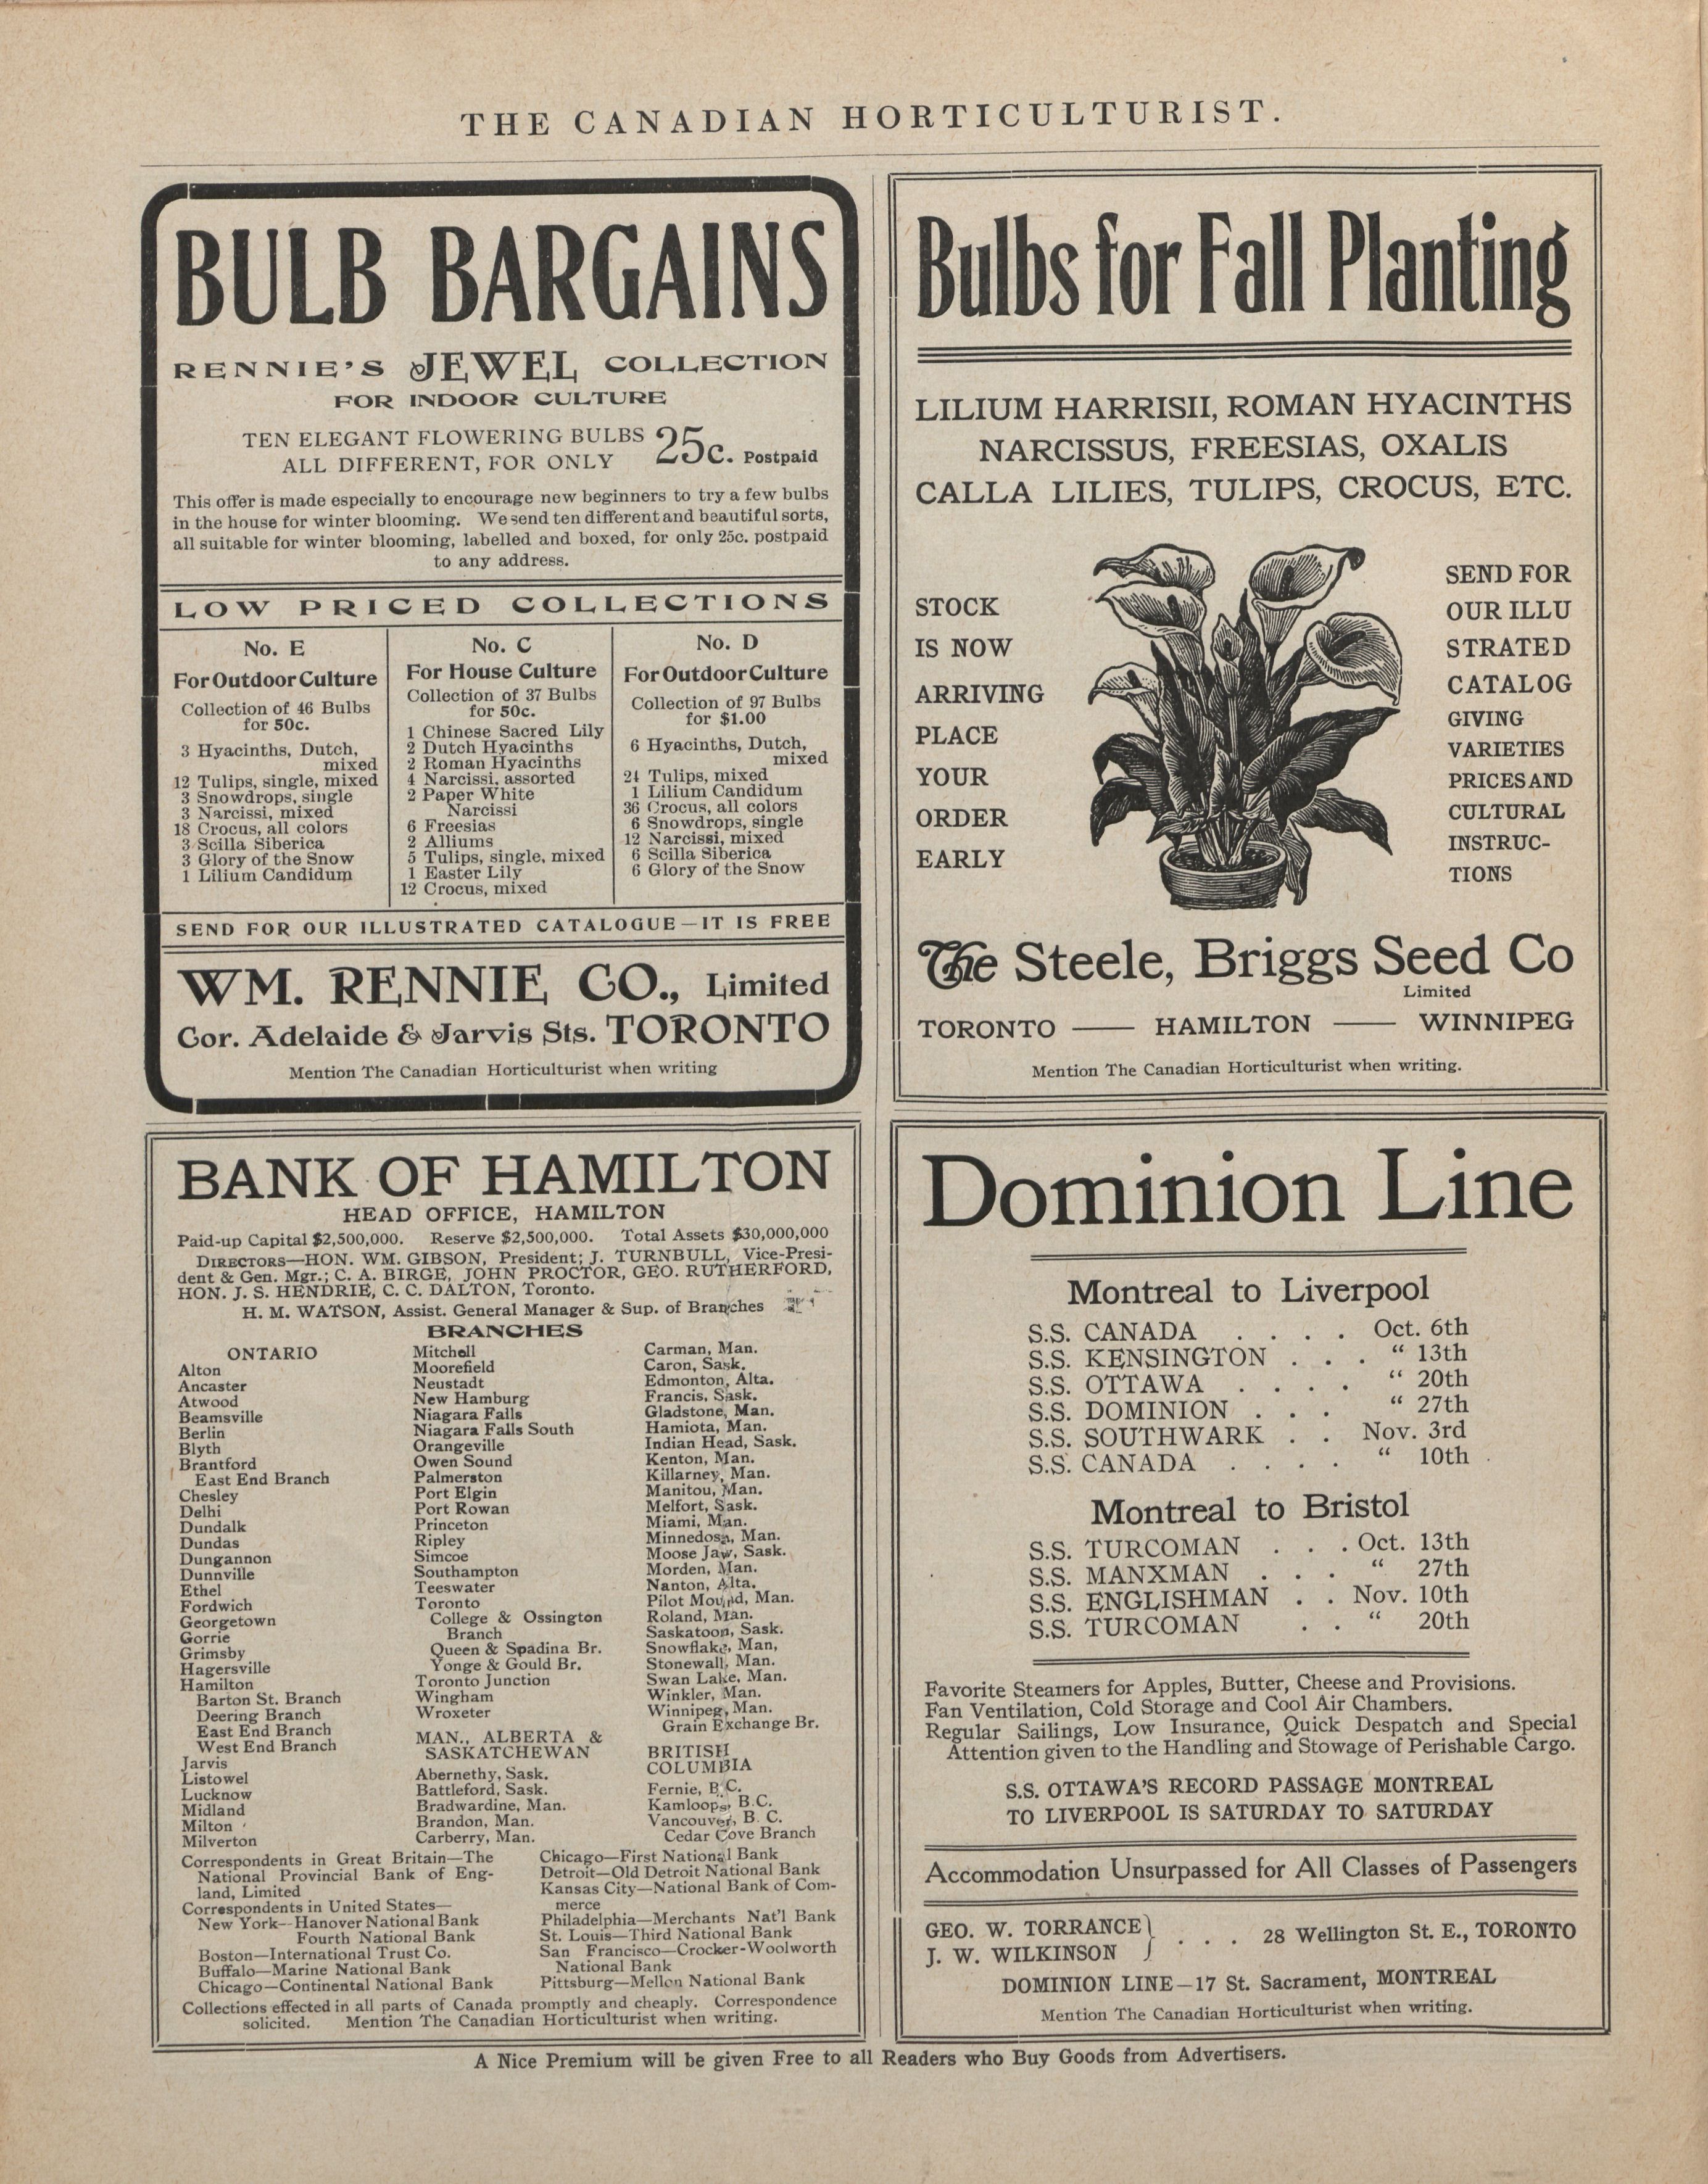 THE CANADIAN HORTICULTURIST.
BULB BARGAINS
RENNIE'S JEWEL COLLECTION
FOR INDOOR CULTURE
TEN ELEGANT FLOWERING BULBS
ALL DIFFERENT, FOR ONLY 25c. Postpaid
This offer is made especially to encourage new beginners to try a few bulbs
in the house for winter blooming. We send ten different and beautiful sorts,
all suitable for winter blooming, labelled and boxed, for only 25c. postpaid
to any address.
LOW PRICED COLLECTIONS
No. E
For Outdoor Culture
Collection of 46 Bulbs
for 50c.
3 Hyacinths, Dutch,
mixed
12 Tulips, single, mixed
3 Snowdrops, single
3 Narcissi, mixed
18 Crocus, all colors
3 Scilla Siberica
3 Glory of the Snow
1 Lilium Candidum
No. C
For House Culture
Collection of 37 Bulbs
for 50c.
1 Chinese Sacred Lily
2 Dutch Hyacinths
2 Roman Hyacinths
4 Narcissi, assorted
2 Paper White
Narcissi
6 Freesias
2 Alliums
5 Tulips, single, mixed
1 Easter Lily
12 Crocus, mixed
No. D
For Outdoor Culture
Collection of 97 Bulbs
for $1.00
6 Hyacinths, Dutch,
mixed
24 Tulips, mixed
1 Lilium Candidum
36 Crocus, all colors
6 Snowdrops, single
12 Narcissi, mixed
6 Scilla Siberica
6 Glory of the Snow
SEND FOR OUR ILLUSTRATED CATALOGUE—IT IS FREE
WM. RENNIE CO., Limited
Cor. Adelaide & Jarvis Sts. TORONTO
Mention The Canadian Horticulturist when writing
Bulbs for Fall Planting
LILIUM HARRISII, ROMAN HYACINTHS
NARCISSUS, FREESIAS, OXALIS
CALLA LILIES, TULIPS, CROCUS, ETC.
STOCK
IS NOW
ARRIVING
PLACE
YOUR
ORDER
EARLY
SEND FOR
OUR ILLU
STRATED
CATALOG
GIVING
VARIETIES
PRICES AND
CULTURAL
INSTRUC-
TIONS
The Steele, Briggs Seed Co
Limited
TORONTO —— HAMILTON —— WINNIPEG
Mention The Canadian Horticulturist when writing.
BANK OF HAMILTON
HEAD OFFICE, HAMILTON
Paid-up Capital $2,500,000. Reserve $2,500,000. Total Assets $30,000,000
DIRECTORS—HON. WM. GIBSON, President; J. TURNBULL, Vice-Presi-
dent & Gen. Mgr.; C. A. BIRGE, JOHN PROCTOR, GEO. RUTHERFORD,
HON. J. S. HENDRIE, C. C. DALTON, Toronto.
H. M. WATSON, Assist. General Manager & Sup. of Branches
BRANCHES
ONTARIO
Alton
Ancaster
Atwood
Beamsville
Berlin
Blyth
Brantford
East End Branch
Chesley
Delhi
Dundalk
Dundas
Dungannon
Dunnville
Ethel
Fordwich
Georgetown
Gorrie
Grimsby
Hagersville
Hamilton
Barton St. Branch
Deering Branch
East End Branch
West End Branch
Jarvis
Listowel
Lucknow
Midland
Milton
Milverton
Mitchell
Moorefield
Neustadt
New Hamburg
Niagara Falls
Niagara Falls South
Orangeville
Owen Sound
Palmerston
Port Elgin
Port Rowan
Princeton
Ripley
Simcoe
Southampton
Teeswater
Toronto
College & Ossington
Branch
Queen & Spadina Br.
Yonge & Gould Br.
Toronto Junction
Wingham
Wroxeter
MAN., ALBERTA &
SASKATCHEWAN
Abernethy, Sask.
Battleford, Sask.
Bradwardine, Man.
Brandon, Man.
Carberry, Man.
Carman, Man.
Caron, Sask.
Edmonton, Alta.
Francis, Sask.
Gladstone, Man.
Hamiota, Man.
Indian Head, Sask.
Kenton, Man.
Killarney, Man.
Manitou, Man.
Melfort, Sask.
Miami, Man.
Minnedosa, Man.
Moose Jaw, Sask.
Morden, Man.
Nanton, Alta.
Pilot Mound, Man.
Roland, Man.
Saskatoon, Sask.
Snowflake, Man,
Stonewall, Man.
Swan Lake, Man.
Winkler, Man.
Winnipeg, Man.
Grain Exchange Br.
BRITISH
COLUMBIA
Fernie, B.C.
Kamloops, B.C.
Vancouver, B. C.
Cedar Cove Branch
Correspondents in Great Britain—The
National Provincial Bank of Eng-
land, Limited
Correspondents in United States—
New York—Hanover National Bank
Fourth National Bank
Boston—International Trust Co.
Buffalo—Marine National Bank
Chicago—Continental National Bank
Chicago—First National Bank
Detroit—Old Detroit National Bank
Kansas City—National Bank of Com-
merce
Philadelphia—Merchants Nat'l Bank
St. Louis—Third National Bank
San Francisco—Crocker-Woolworth
National Bank
Pittsburg—Mellon National Bank
Collections effected in all parts of Canada promptly and cheaply. Correspondence
solicited. Mention The Canadian Horticulturist when writing.
Dominion Line
Montreal to Liverpool
S.S. CANADA . . . . Oct. 6th
S.S. KENSINGTON . . . " 13th
S.S. OTTAWA . . . . " 20th
S.S. DOMINION . . . " 27th
S.S. SOUTHWARK . . Nov. 3rd
S.S. CANADA . . . . " 10th
Montreal to Bristol
S.S. TURCOMAN . . . Oct. 13th
S.S. MANXMAN . . . " 27th
S.S. ENGLISHMAN . . Nov. 10th
S.S. TURCOMAN . . " 20th
Favorite Steamers for Apples, Butter, Cheese and Provisions.
Fan Ventilation, Cold Storage and Cool Air Chambers.
Regular Sailings, Low Insurance, Quick Despatch and Special
Attention given to the Handling and Stowage of Perishable Cargo.
S.S. OTTAWA'S RECORD PASSAGE MONTREAL
TO LIVERPOOL IS SATURDAY TO SATURDAY
Accommodation Unsurpassed for All Classes of Passengers
GEO. W. TORRANCE
J. W. WILKINSON } . . . 28 Wellington St. E., TORONTO
DOMINION LINE—17 St. Sacrament, MONTREAL
Mention The Canadian Horticulturist when writing.
A Nice Premium will be given Free to all Readers who Buy Goods from Advertisers.